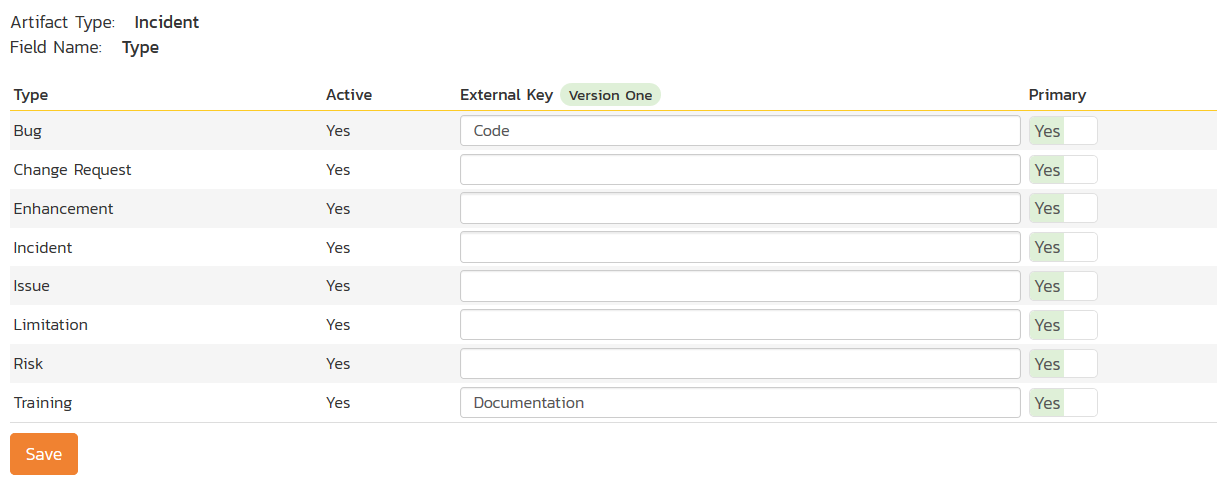 Artifact Type: Incident
Field Name: Type
Type Active External Key Version One Primary
Bug Yes Code Yes
Change Request Yes Yes
Enhancement Yes Yes
Incident Yes Yes
Issue Yes Yes
Limitation Yes Yes
Risk Yes Yes
Training Yes Documentation Yes
Save